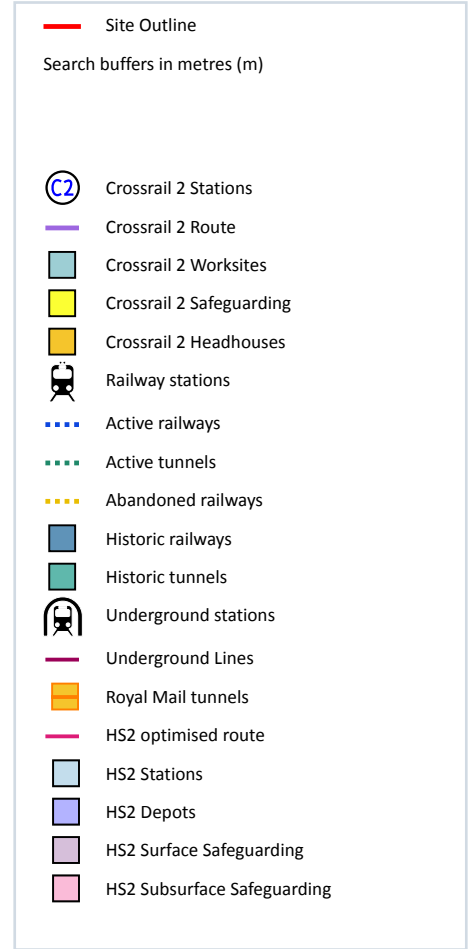 Site Outline
Search buffers in metres (m)
C2 Crossrail 2 Stations
Crossrail 2 Route
Crossrail 2 Worksites
Crossrail 2 Safeguarding
Crossrail 2 Headhouses
Railway stations
Active railways
Active tunnels
Abandoned railways
Historic railways
Historic tunnels
Underground stations
Underground Lines
Royal Mail tunnels
HS2 optimised route
HS2 Stations
HS2 Depots
HS2 Surface Safeguarding
HS2 Subsurface Safeguarding